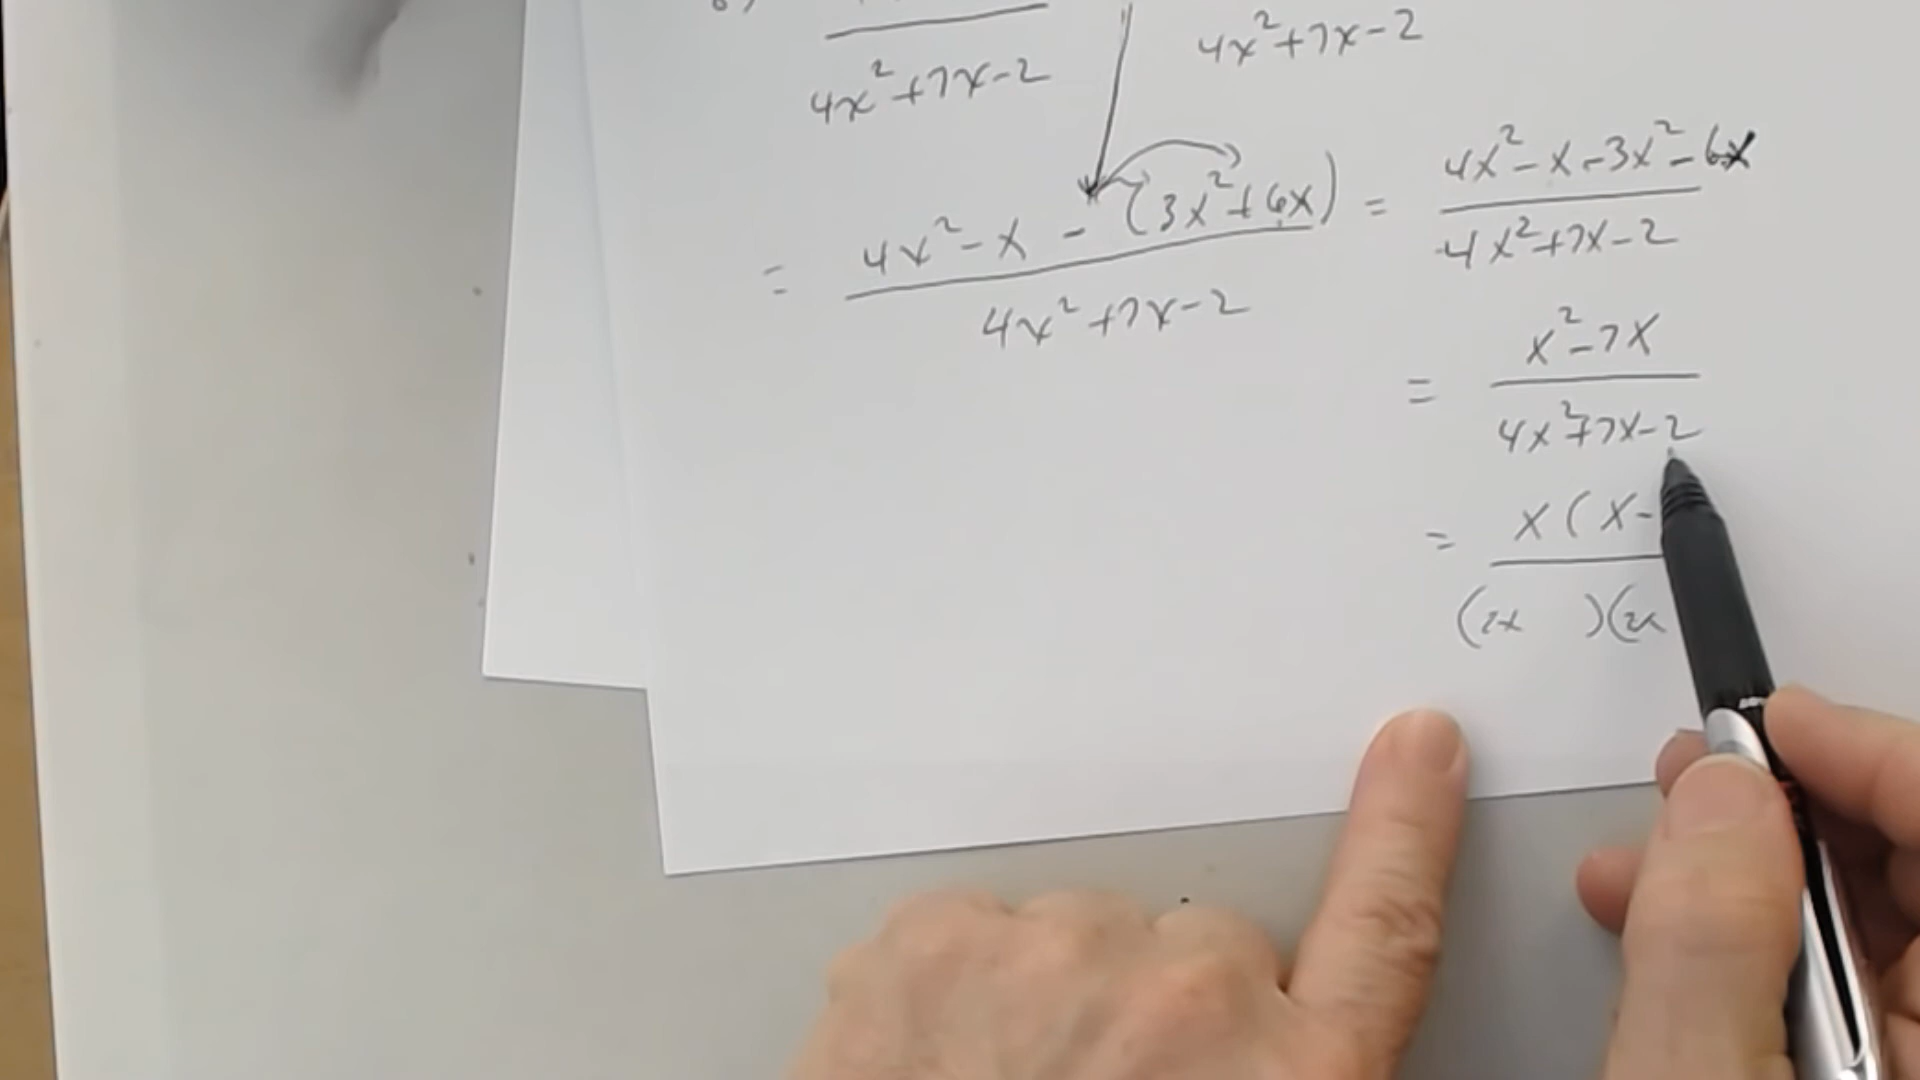 8)
4x²+7x-2
4x²+7x-2
= 4x²-x - (3x²+6x) / 4x²+7x-2 = 4x²-x-3x²-6x / 4x²+7x-2
= x²-7x / 4x²+7x-2
= x(x- / (2x )(2x